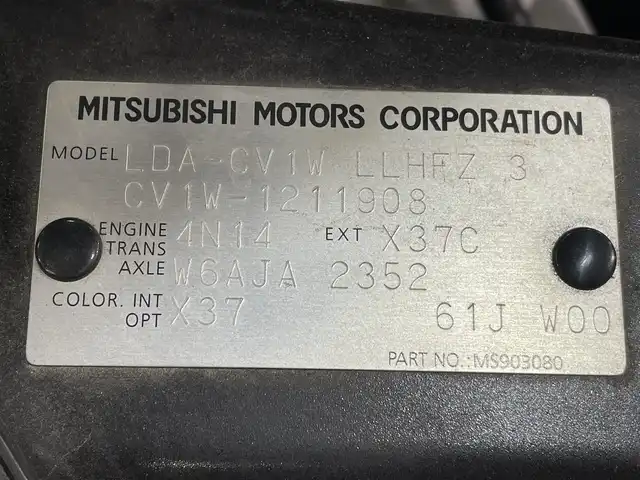 MITSUBISHI MOTORS CORPORATION
MODEL LDA-CV1W LLHFZ 3
CV1W-1211908
ENGINE 4N14 EXT X37C
TRANS
AXLE W6AJA 2352
COLOR. INT X37 61J W00
OPT
PART NO.:MS903080